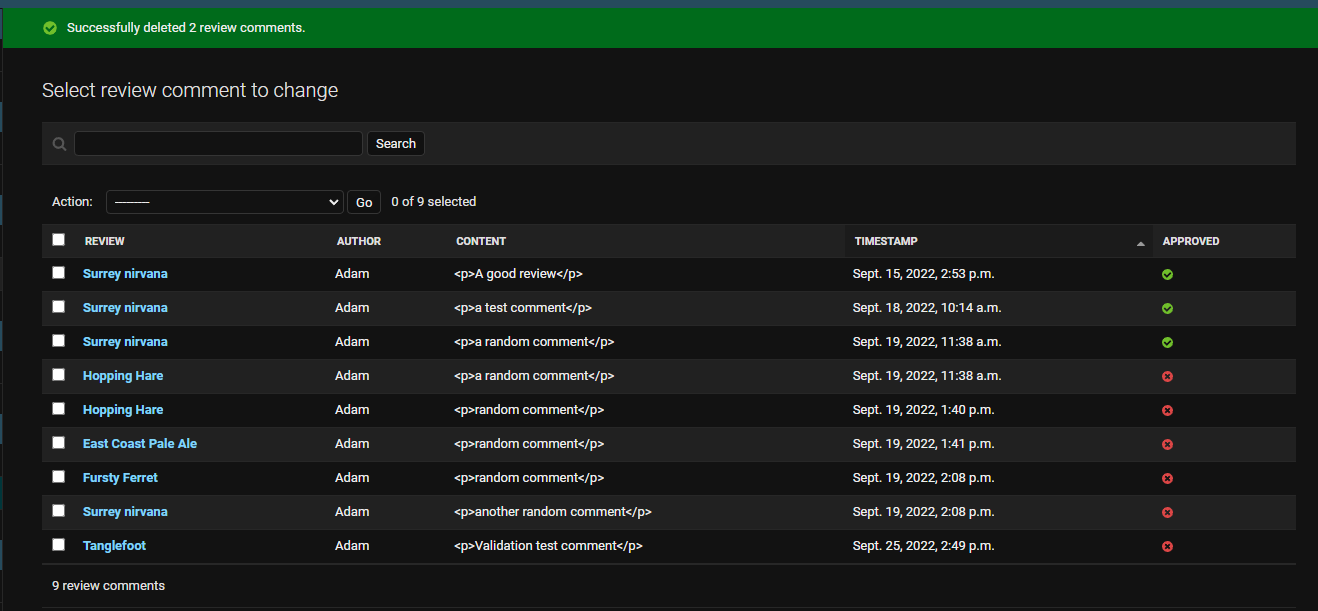 Successfully deleted 2 review comments.
Select review comment to change
Search
Action: --------- Go 0 of 9 selected
REVIEW AUTHOR CONTENT TIMESTAMP APPROVED
Surrey nirvana Adam <p>A good review</p> Sept. 15, 2022, 2:53 p.m.
Surrey nirvana Adam <p>a test comment</p> Sept. 18, 2022, 10:14 a.m.
Surrey nirvana Adam <p>a random comment</p> Sept. 19, 2022, 11:38 a.m.
Hopping Hare Adam <p>a random comment</p> Sept. 19, 2022, 11:38 a.m.
Hopping Hare Adam <p>random comment</p> Sept. 19, 2022, 1:40 p.m.
East Coast Pale Ale Adam <p>random comment</p> Sept. 19, 2022, 1:41 p.m.
Fursty Ferret Adam <p>random comment</p> Sept. 19, 2022, 2:08 p.m.
Surrey nirvana Adam <p>another random comment</p> Sept. 19, 2022, 2:08 p.m.
Tanglefoot Adam <p>Validation test comment</p> Sept. 25, 2022, 2:49 p.m.
9 review comments